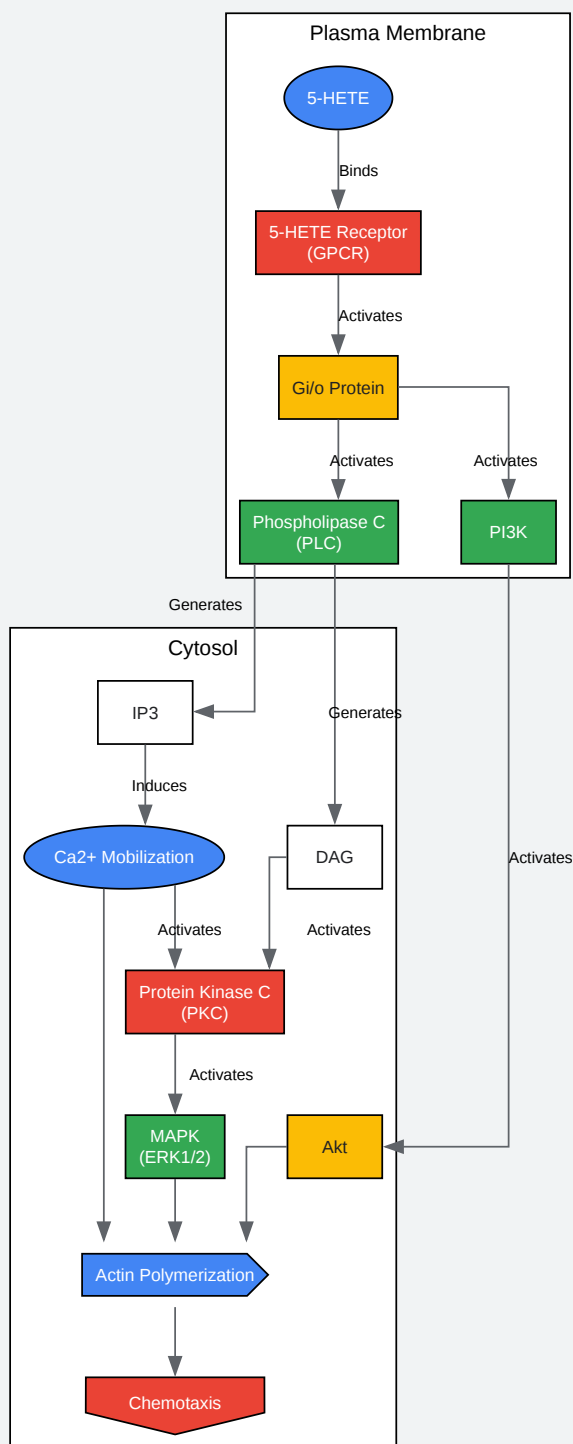 Plasma Membrane
5-HETE
Binds
5-HETE Receptor
(GPCR)
Activates
Gi/o Protein
Activates
Activates
Phospholipase C
(PLC)
PI3K
Generates
Cytosol
IP3
Generates
Induces
Ca2+ Mobilization
DAG
Activates
Activates
Activates
Protein Kinase C
(PKC)
Activates
MAPK
(ERK1/2)
Akt
Actin Polymerization
Chemotaxis